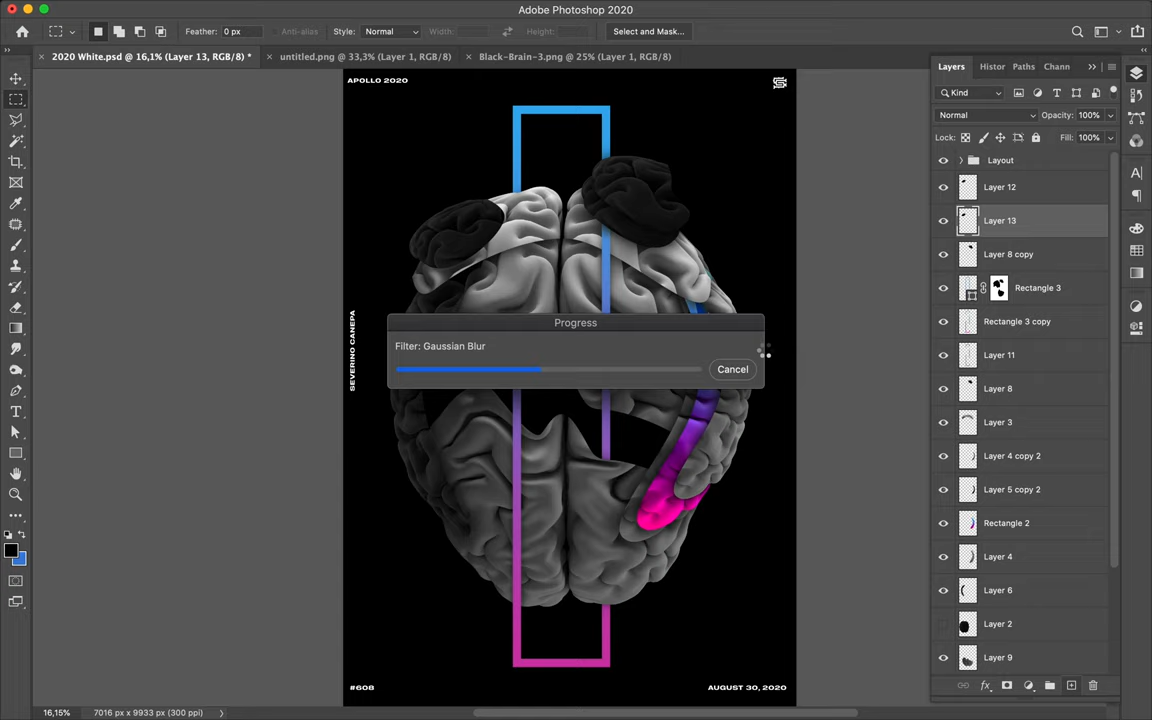 Adobe Photoshop 2020
Feather: 0 px
Anti-alias
Style: Normal
Width:
Height:
Select and Mask...
2020 White.psd @ 16,1% (Layer 13, RGB/8) *
untitled.png @ 33,3% (Layer 1, RGB/8)
Black-Brain-3.png @ 25% (Layer 1, RGB/8)
Layers
Histor
Paths
Chann
Kind
Normal
Opacity: 100%
Lock:
Fill: 100%
Layout
Layer 12
Layer 13
Layer 8 copy
Rectangle 3
Rectangle 3 copy
Layer 11
Layer 8
Layer 3
Layer 4 copy 2
Layer 5 copy 2
Rectangle 2
Layer 4
Layer 6
Layer 2
Layer 9
APOLLO 2020
SEVERINO CANEPA
Progress
Filter: Gaussian Blur
Cancel
#608
AUGUST 30, 2020
16,15%
7016 px x 9933 px (300 ppi)